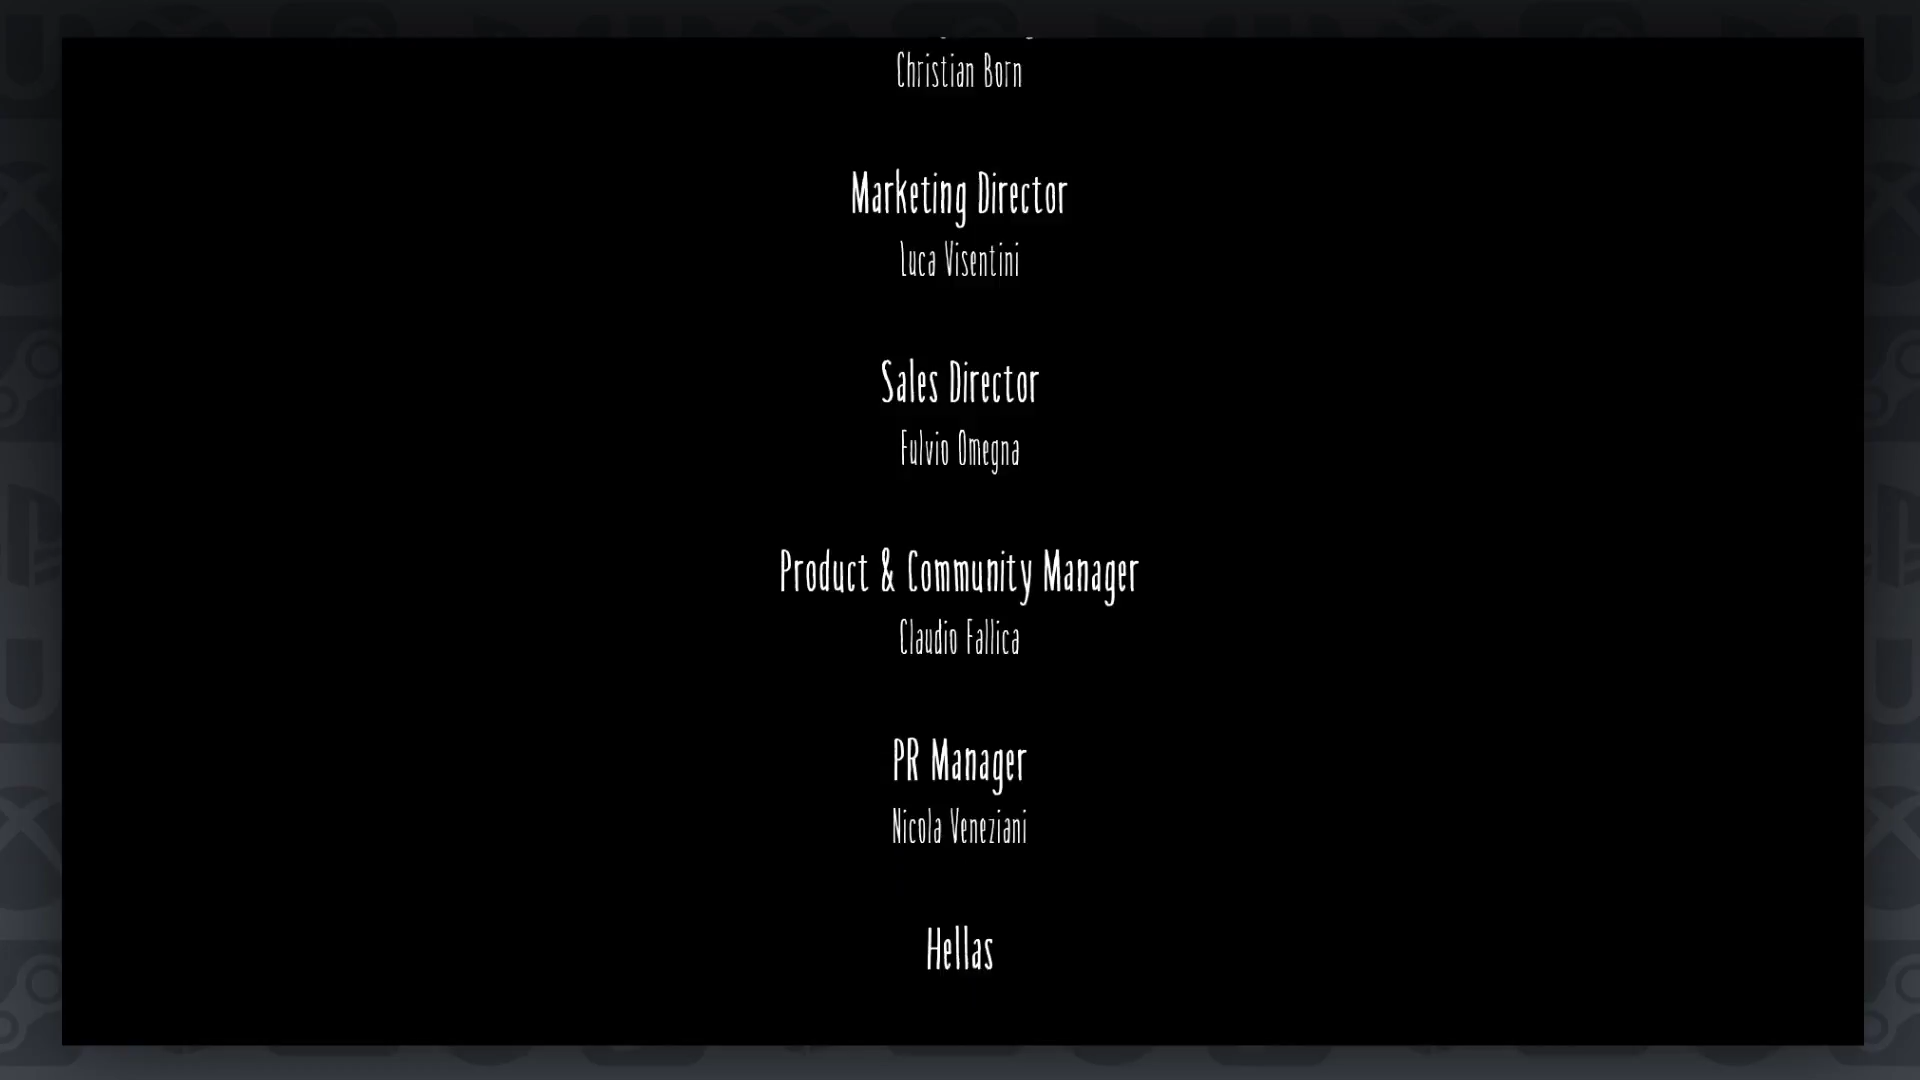 Christian Born
Marketing Director
Luca Visentini
Sales Director
Fulvio Omegna
Product & Community Manager
Claudio Fallica
PR Manager
Nicola Veneziani
Hellas